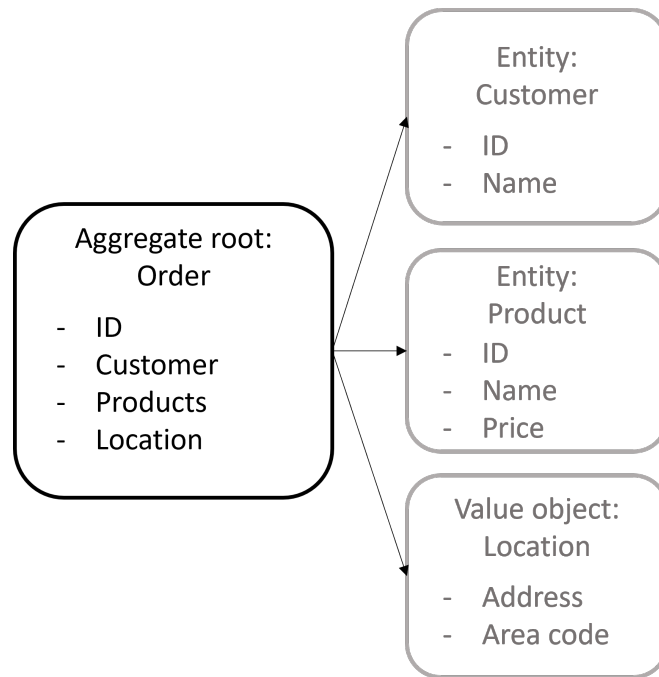 Aggregate root:
Order
- ID
- Customer
- Products
- Location
Entity:
Customer
- ID
- Name
Entity:
Product
- ID
- Name
- Price
Value object:
Location
- Address
- Area code